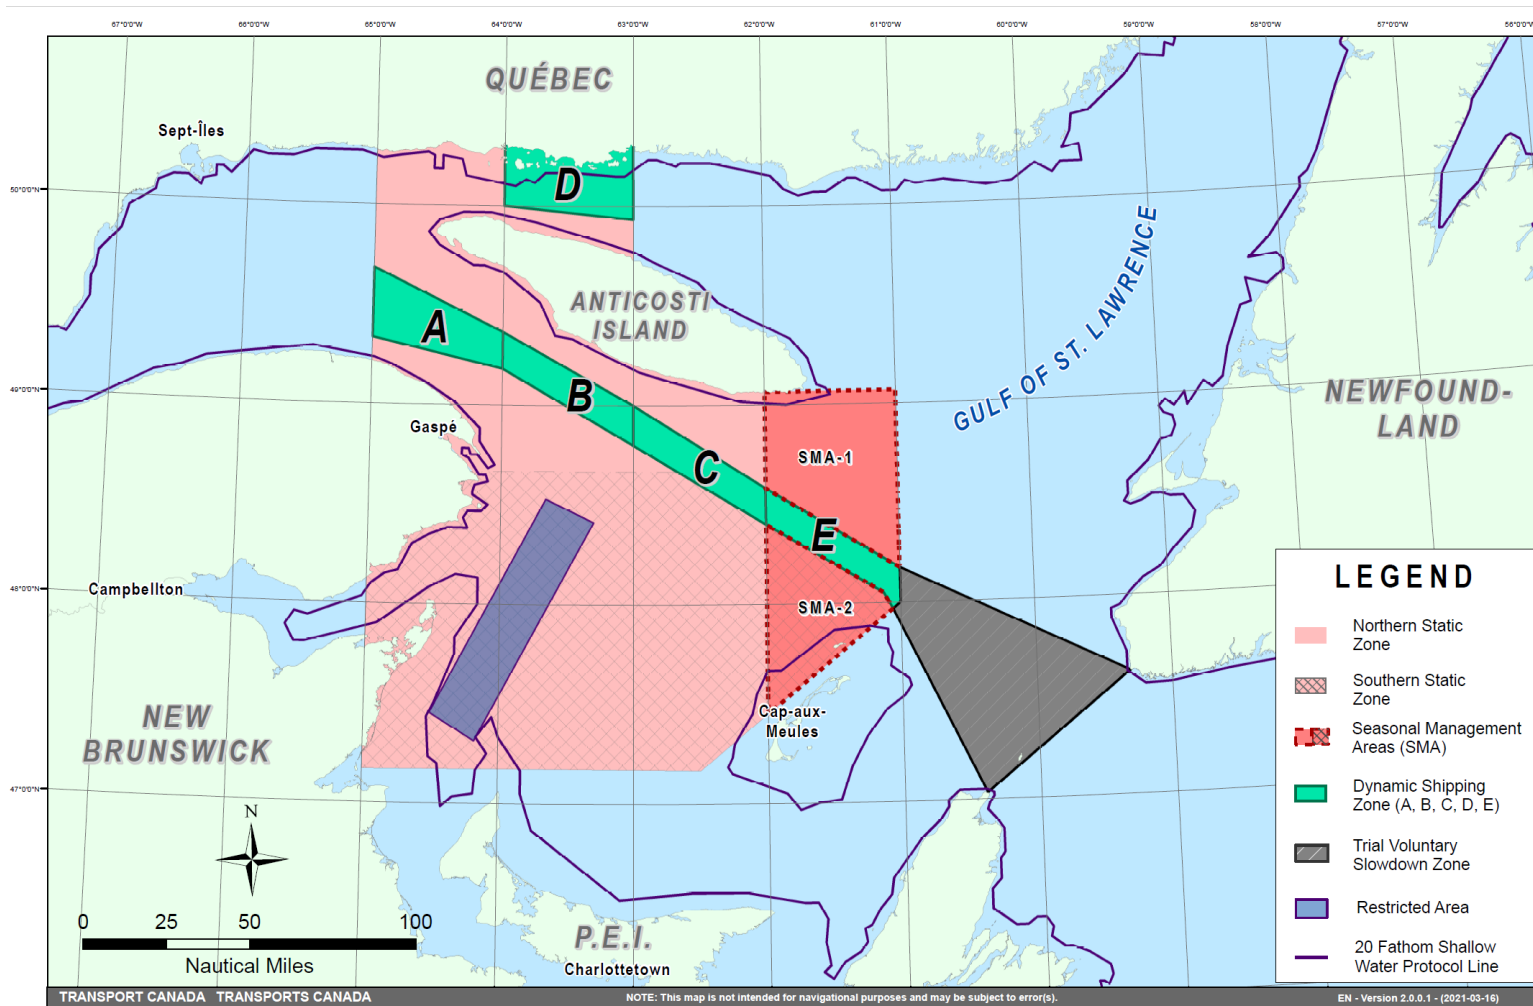 67°0'0"W 66°0'0"W 65°0'0"W 64°0'0"W 63°0'0"W 62°0'0"W 61°0'0"W 60°0'0"W 59°0'0"W 58°0'0"W 57°0'0"W 56°0'0"W
QUÉBEC
Sept-Îles
50°0'0"N
D
ANTICOSTI
ISLAND
A
GULF OF ST. LAWRENCE
49°0'0"N
B
NEWFOUND-
LAND
Gaspé
C
SMA-1
E
48°0'0"N
Campbellton
SMA-2
NEW
BRUNSWICK
Cap-aux-
Meules
47°0'0"N
N
0 25 50 100
Nautical Miles
P.E.I.
Charlottetown
LEGEND
Northern Static
Zone
Southern Static
Zone
Seasonal Management
Areas (SMA)
Dynamic Shipping
Zone (A, B, C, D, E)
Trial Voluntary
Slowdown Zone
Restricted Area
20 Fathom Shallow
Water Protocol Line
TRANSPORT CANADA TRANSPORTS CANADA
NOTE: This map is not intended for navigational purposes and may be subject to error(s).
EN - Version 2.0.0.1 - (2021-03-16)